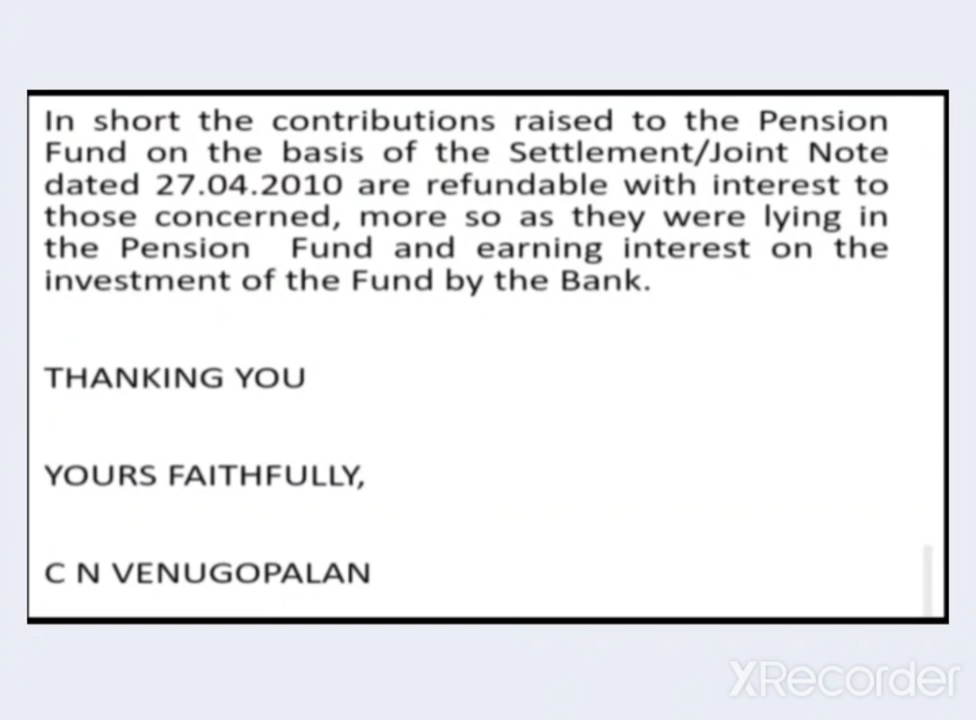 In short the contributions raised to the Pension
Fund on the basis of the Settlement/Joint Note
dated 27.04.2010 are refundable with interest to
those concerned, more so as they were lying in
the Pension Fund and earning interest on the
investment of the Fund by the Bank.
THANKING YOU
YOURS FAITHFULLY,
C N VENUGOPALAN
XRecorder